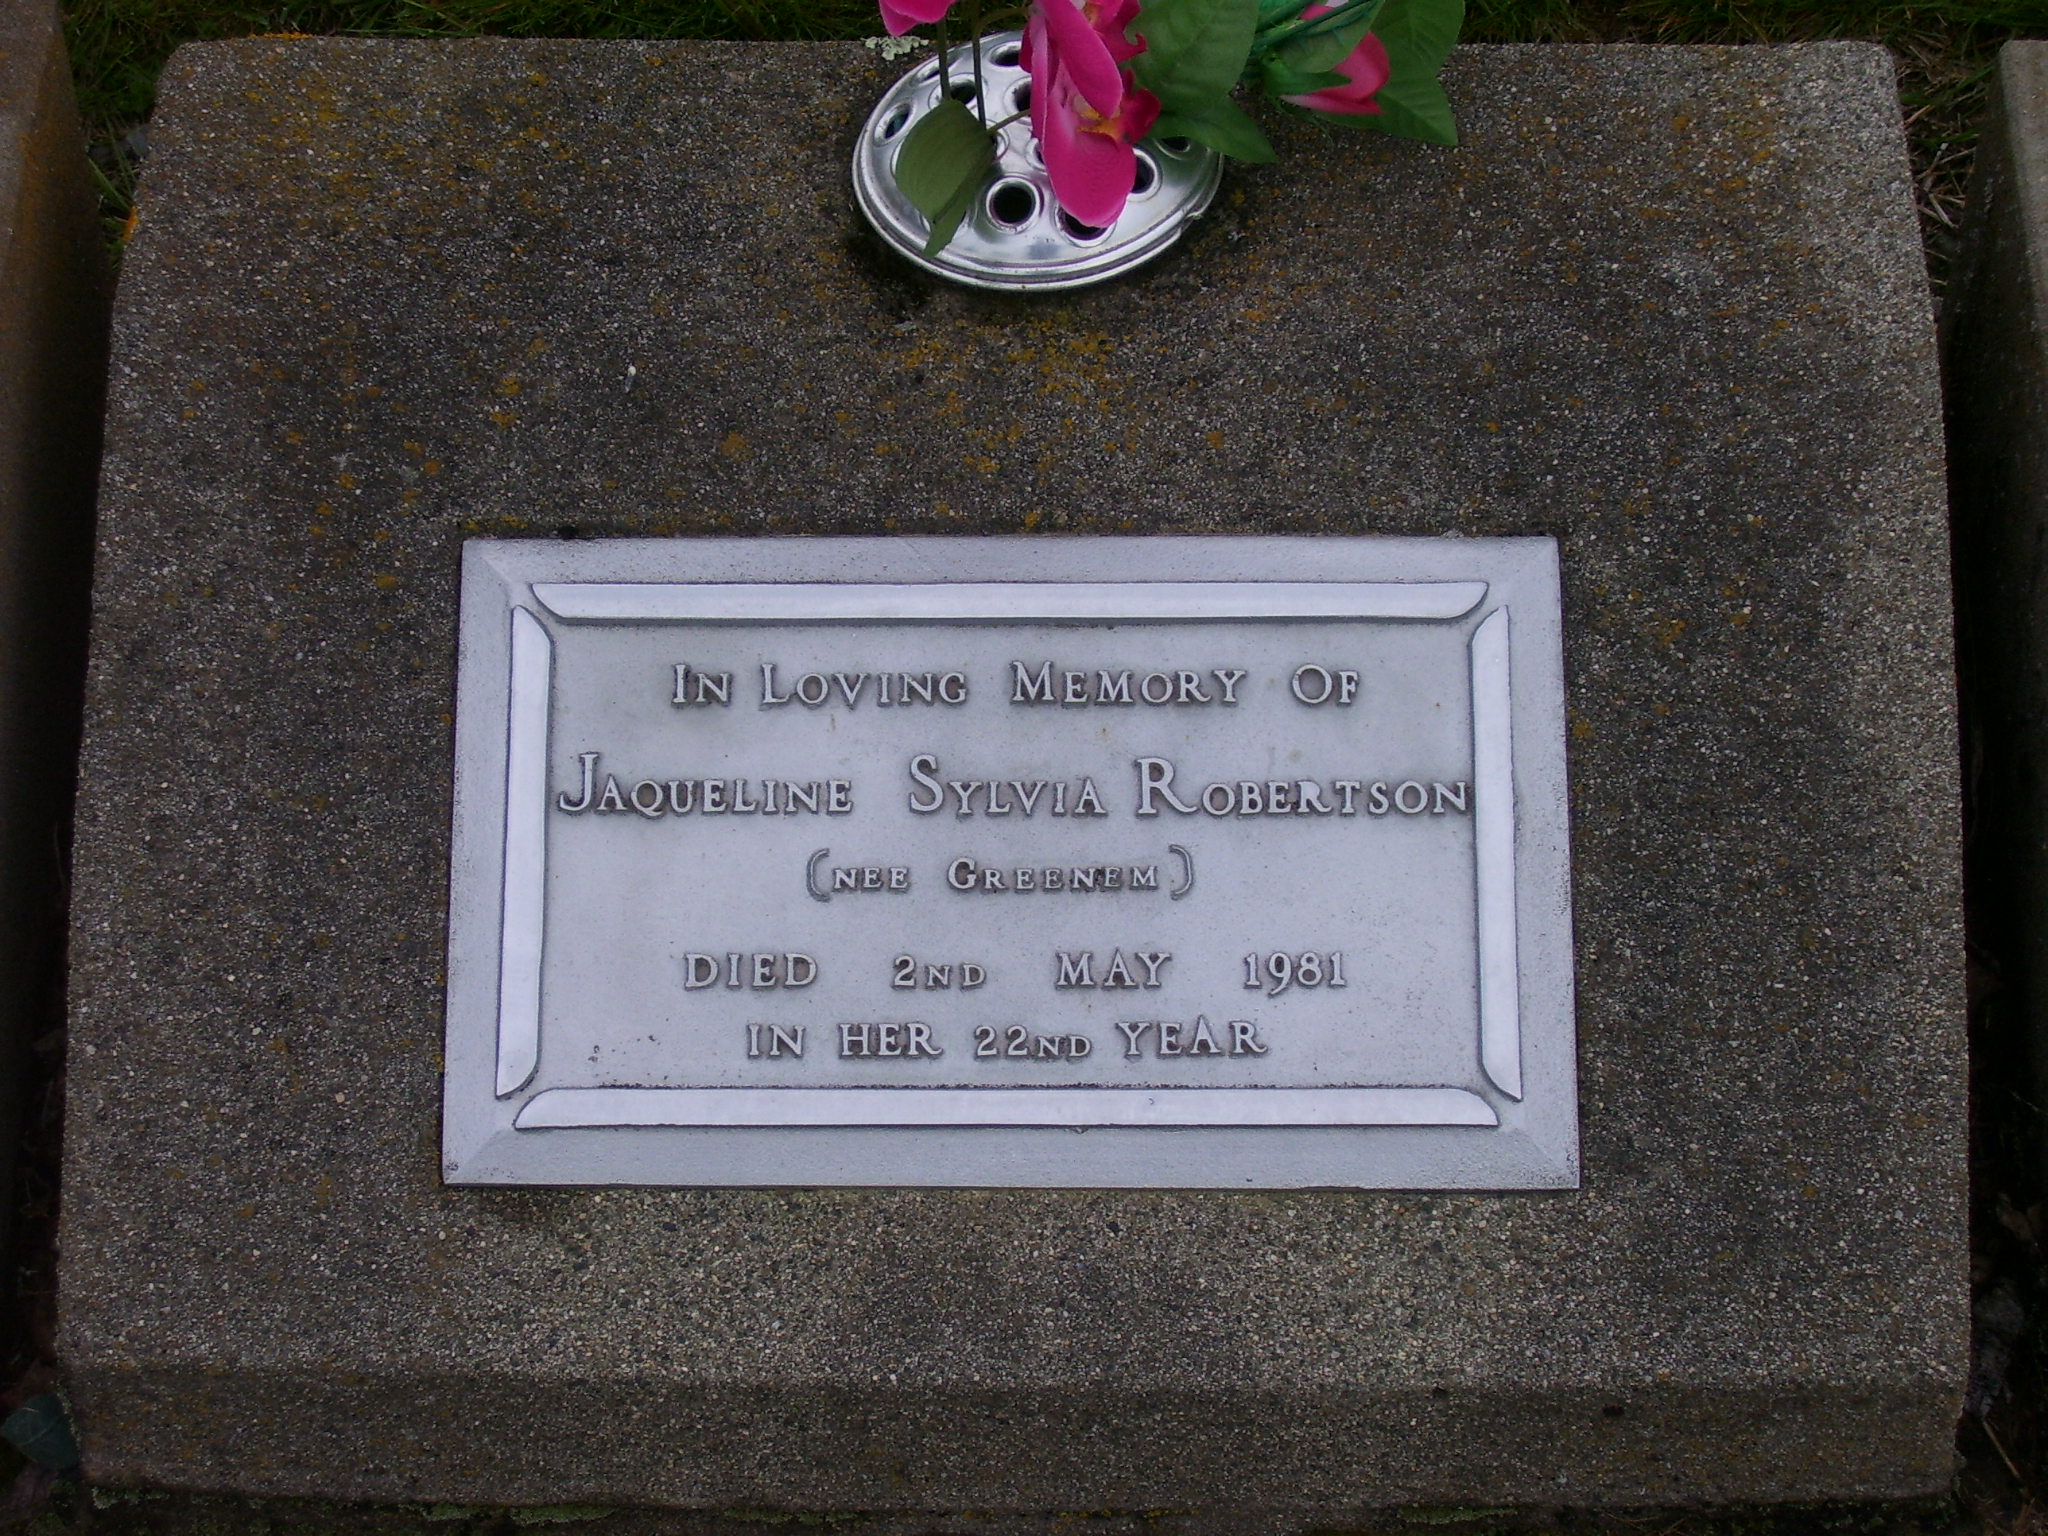 In Loving Memory Of
Jaqueline Sylvia Robertson
(nee Greenem)
DIED 2ND MAY 1981
IN HER 22ND YEAR